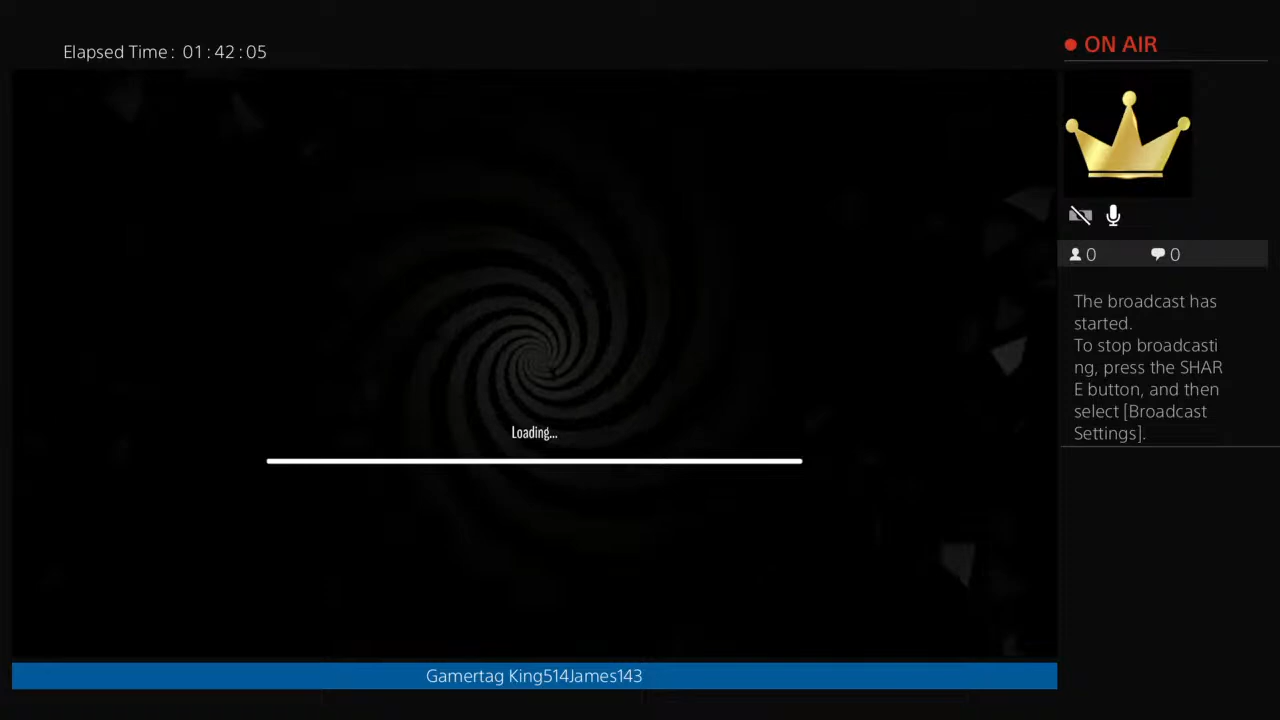 Elapsed Time: 01:42:05
ON AIR
0 0
The broadcast has
started.
To stop broadcasti
ng, press the SHAR
E button, and then
select [Broadcast
Settings].
Loading...
Gamertag King514James143